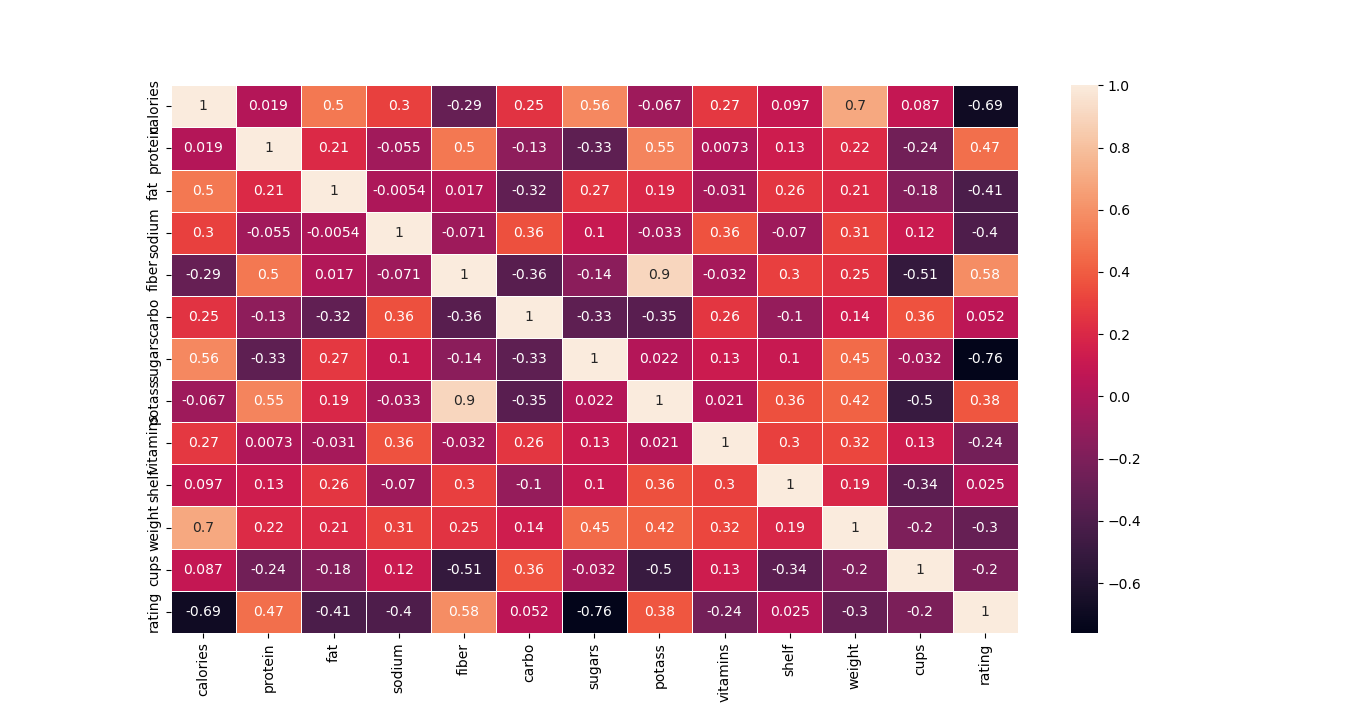 calories 1 0.019 0.5 0.3 -0.29 0.25 0.56 -0.067 0.27 0.097 0.7 0.087 -0.69
protein 0.019 1 0.21 -0.055 0.5 -0.13 -0.33 0.55 0.0073 0.13 0.22 -0.24 0.47
fat 0.5 0.21 1 -0.0054 0.017 -0.32 0.27 0.19 -0.031 0.26 0.21 -0.18 -0.41
sodium 0.3 -0.055 -0.0054 1 -0.071 0.36 0.1 -0.033 0.36 -0.07 0.31 0.12 -0.4
fiber -0.29 0.5 0.017 -0.071 1 -0.36 -0.14 0.9 -0.032 0.3 0.25 -0.51 0.58
carbo 0.25 -0.13 -0.32 0.36 -0.36 1 -0.33 -0.35 0.26 -0.1 0.14 0.36 0.052
sugars 0.56 -0.33 0.27 0.1 -0.14 -0.33 1 0.022 0.13 0.1 0.45 -0.032 -0.76
potass -0.067 0.55 0.19 -0.033 0.9 -0.35 0.022 1 0.021 0.36 0.42 -0.5 0.38
vitamins 0.27 0.0073 -0.031 0.36 -0.032 0.26 0.13 0.021 1 0.3 0.32 0.13 -0.24
shelf 0.097 0.13 0.26 -0.07 0.3 -0.1 0.1 0.36 0.3 1 0.19 -0.34 0.025
weight 0.7 0.22 0.21 0.31 0.25 0.14 0.45 0.42 0.32 0.19 1 -0.2 -0.3
cups 0.087 -0.24 -0.18 0.12 -0.51 0.36 -0.032 -0.5 0.13 -0.34 -0.2 1 -0.2
rating -0.69 0.47 -0.41 -0.4 0.58 0.052 -0.76 0.38 -0.24 0.025 -0.3 -0.2 1
calories protein fat sodium fiber carbo sugars potass vitamins shelf weight cups rating
1.0
0.8
0.6
0.4
0.2
0.0
−0.2
−0.4
−0.6